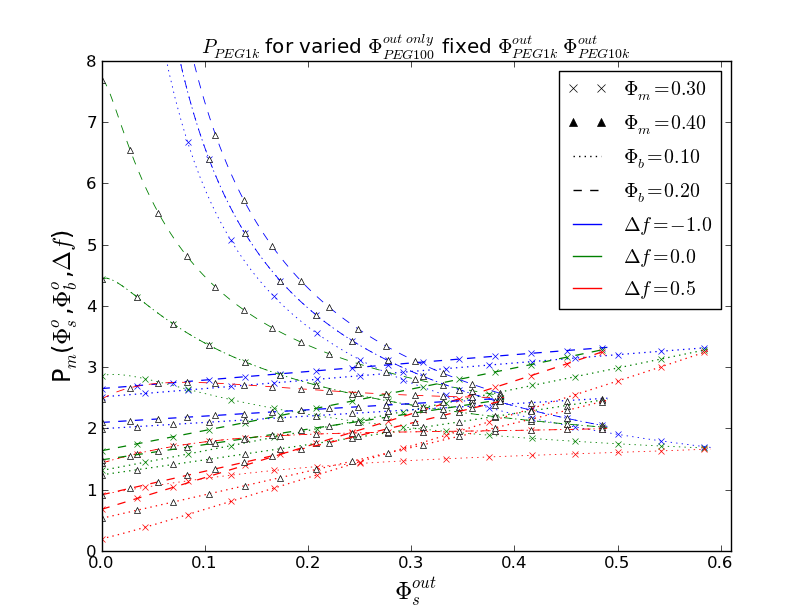 P_PEG1k for varied Φ_PEG100^out only fixed Φ_PEG1k^out Φ_PEG10k^out
8
7
6
5
4
3
2
1
0
P_m(Φ_s^o,Φ_b^o,Δf)
Φ_m=0.30
Φ_m=0.40
Φ_b=0.10
Φ_b=0.20
Δf=−1.0
Δf=0.0
Δf=0.5
0.0 0.1 0.2 0.3 0.4 0.5 0.6
Φ_s^out